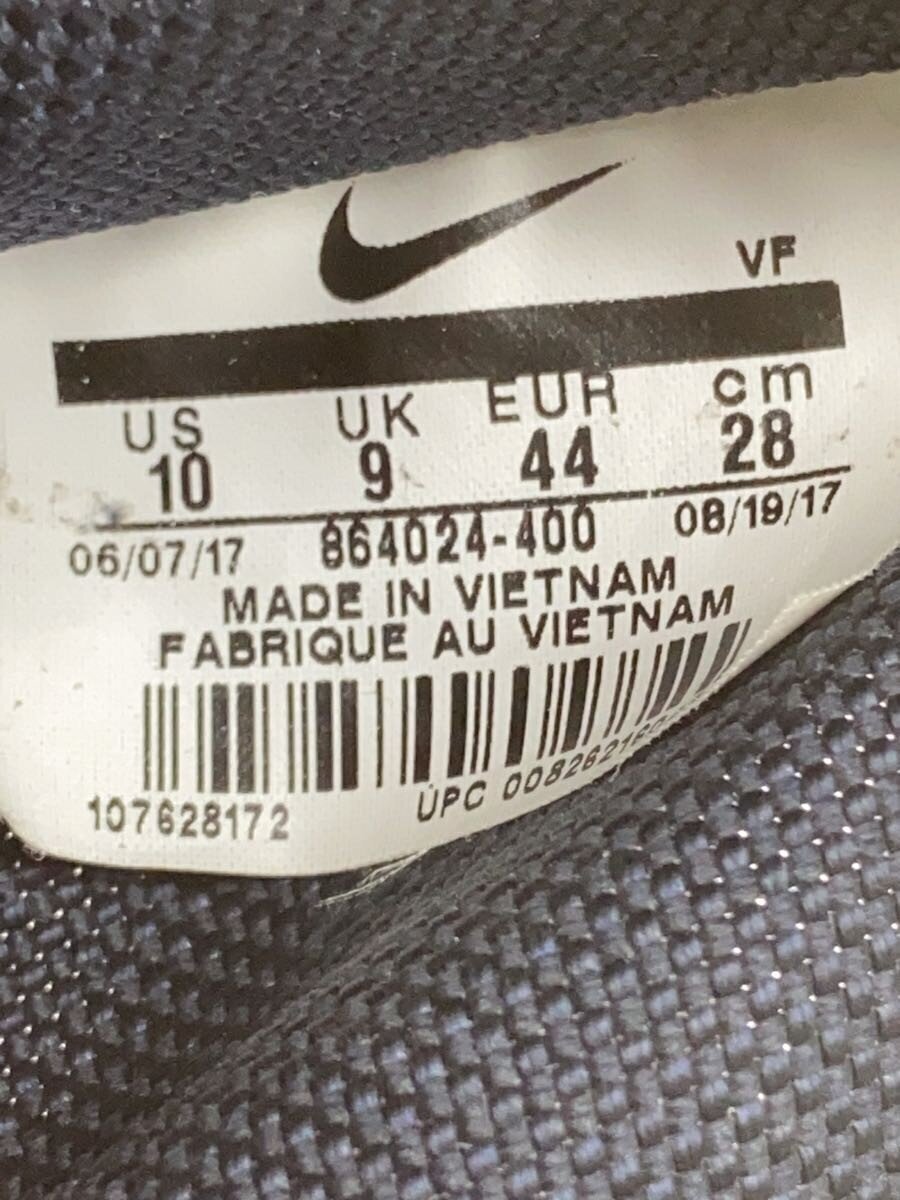 VF
US UK EUR cm
10 9 44 28
06/07/17 864024-400 08/19/17
MADE IN VIETNAM
FABRIQUE AU VIETNAM
107628172 UPC